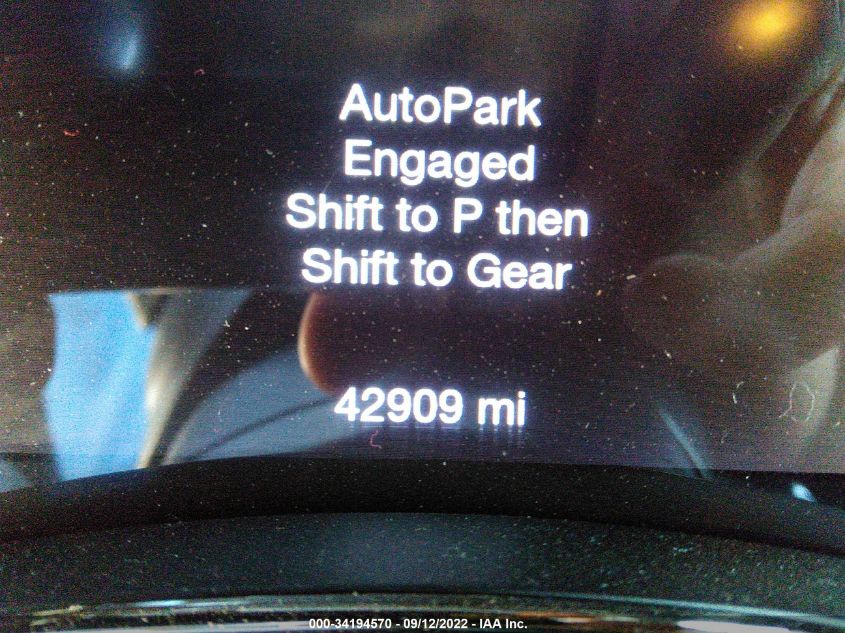 AutoPark
Engaged
Shift to P then
Shift to Gear
42909 mi
000-34194570 - 09/12/2022 - IAA Inc.